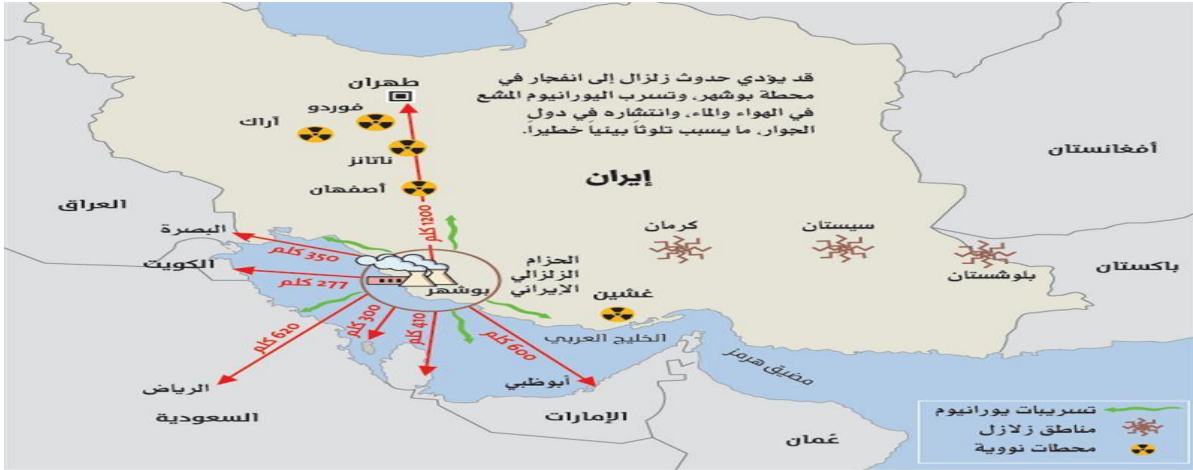 قد يؤدي حدوث زلزال إلى انفجار في
محطة بوشهر، وتسرب اليورانيوم المشع
في الهواء والماء، وانتشاره في دول
الجوار، ما يسبب تلوثاً بيئياً خطيراً.
طهران
فوردو
آراك
ناتانز
أصفهان
إيران
أفغانستان
العراق
البصرة
350 كلم
1200 كلم
كرمان
سيستان
بلوشستان
باكستان
الكويت
277 كلم
بوشهر
الحزام
الزلزالي
الإيراني
غشين
الخليج العربي
620 كلم
300 كلم
410 كلم
600 كلم
مضيق هرمز
الرياض
السعودية
أبوظبي
الإمارات
عُمان
تسريبات يورانيوم
مناطق زلازل
محطات نووية